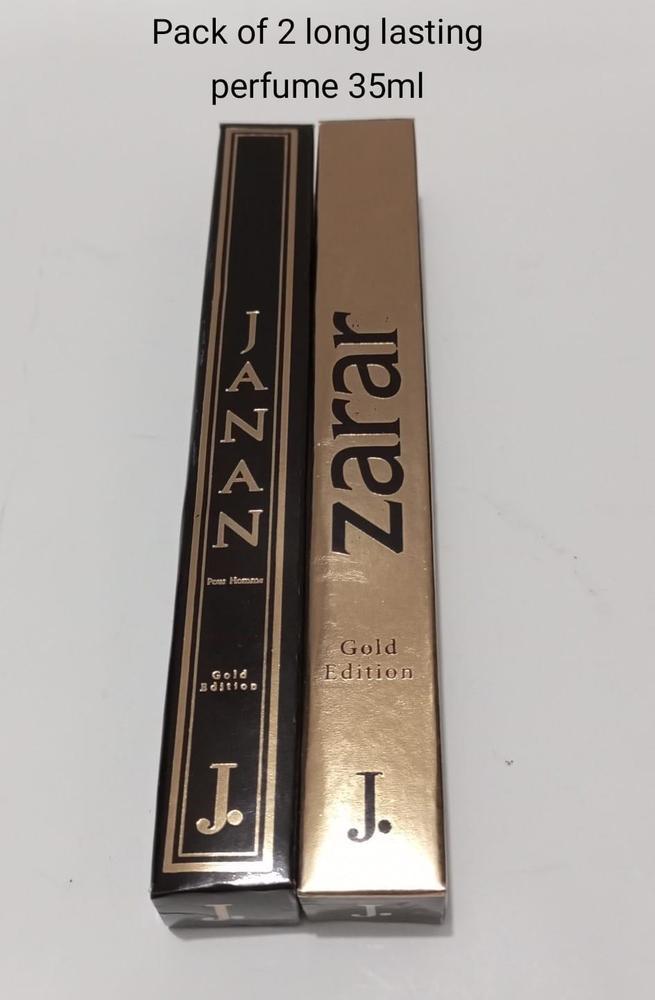 Pack of 2 long lasting
perfume 35ml
JANAN
Pour Homme
Gold
Edition
J.
J.
zarar
Gold
Edition
J.
J.